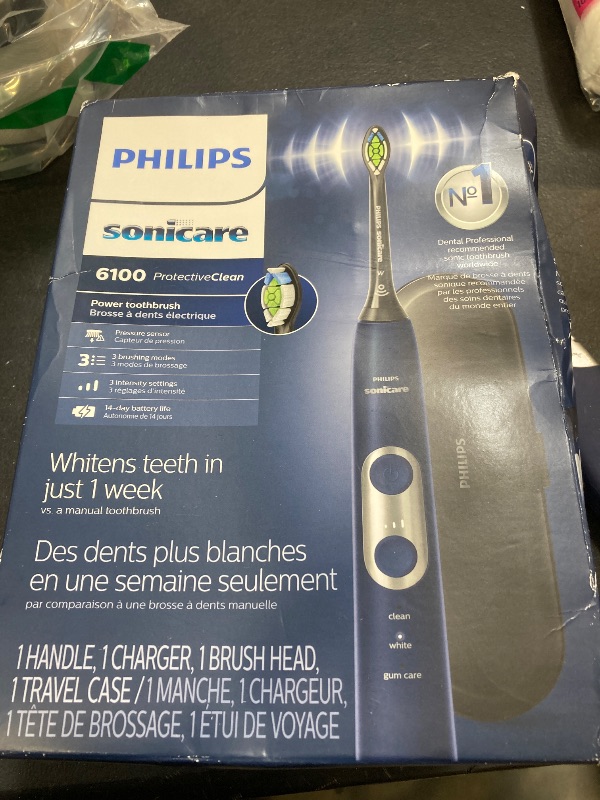 PHILIPS
sonicare
6100 ProtectiveClean
Power toothbrush
Brosse à dents électrique
Pressure sensor
Capteur de pression
3 brushing modes
3 modes de brossage
3 intensity settings
3 réglages d'intensité
14-day battery life
Autonomie de 14 jours
Whitens teeth in
just 1 week
vs. a manual toothbrush
Des dents plus blanches
en une semaine seulement
par comparaison à une brosse à dents manuelle
1 HANDLE, 1 CHARGER, 1 BRUSH HEAD,
1 TRAVEL CASE / 1 MANCHE, 1 CHARGEUR,
1 TÊTE DE BROSSAGE, 1 ÉTUI DE VOYAGE
Nº 1
Dental Professional
recommended
sonic toothbrush
worldwide
Marque de brosse à dents
sonique recommandée
par les professionnels
des soins dentaires
du monde entier
PHILIPS sonicare
W
PHILIPS
sonicare
PHILIPS
clean
white
gum care